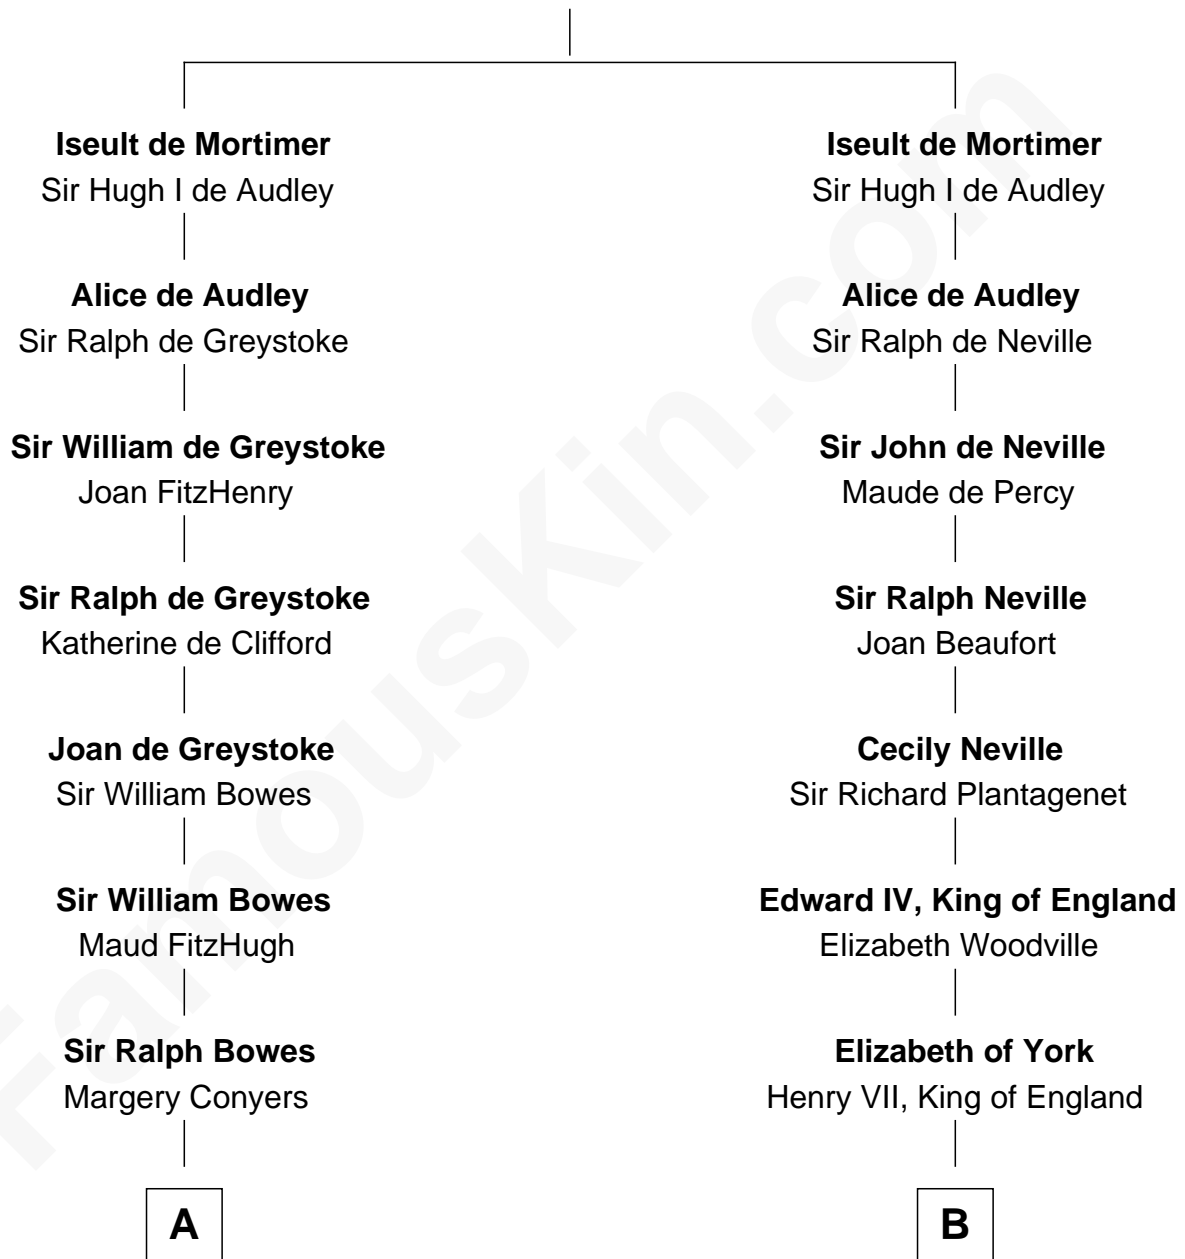 Iseult de Mortimer
Sir Hugh I de Audley
Alice de Audley
Sir Ralph de Greystoke
Sir William de Greystoke
Joan FitzHenry
Sir Ralph de Greystoke
Katherine de Clifford
Joan de Greystoke
Sir William Bowes
Sir William Bowes
Maud FitzHugh
Sir Ralph Bowes
Margery Conyers
A
Iseult de Mortimer
Sir Hugh I de Audley
Alice de Audley
Sir Ralph de Neville
Sir John de Neville
Maude de Percy
Sir Ralph Neville
Joan Beaufort
Cecily Neville
Sir Richard Plantagenet
Edward IV, King of England
Elizabeth Woodville
Elizabeth of York
Henry VII, King of England
B
FamousKin.com